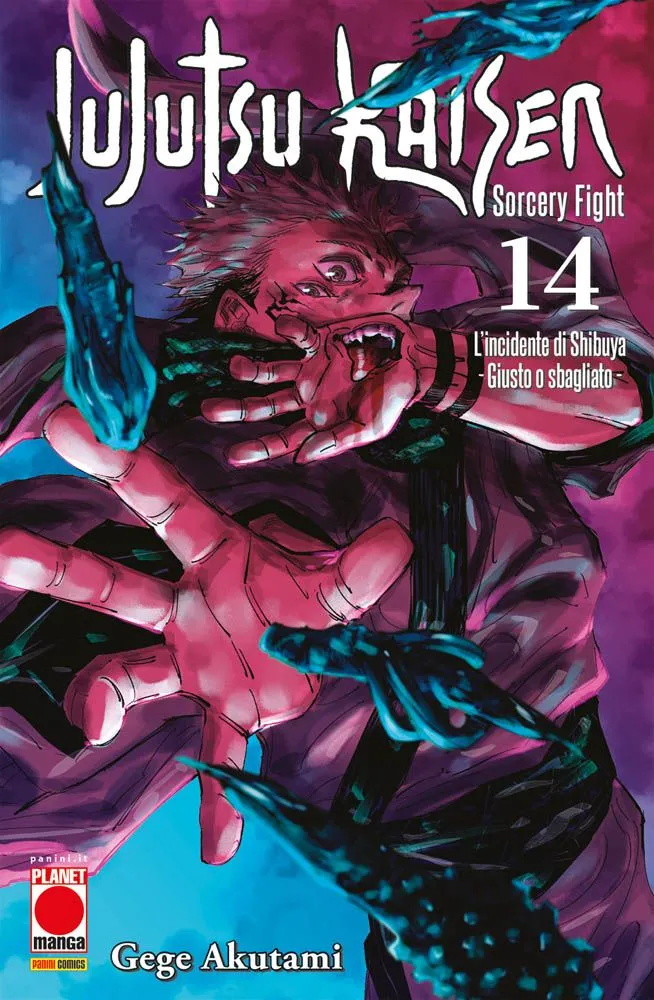 JUJUTSU KAISEN
Sorcery Fight
14
L'incidente di Shibuya
- Giusto o sbagliato -
panini.it
PLANET
manga
PANINI COMICS
Gege Akutami